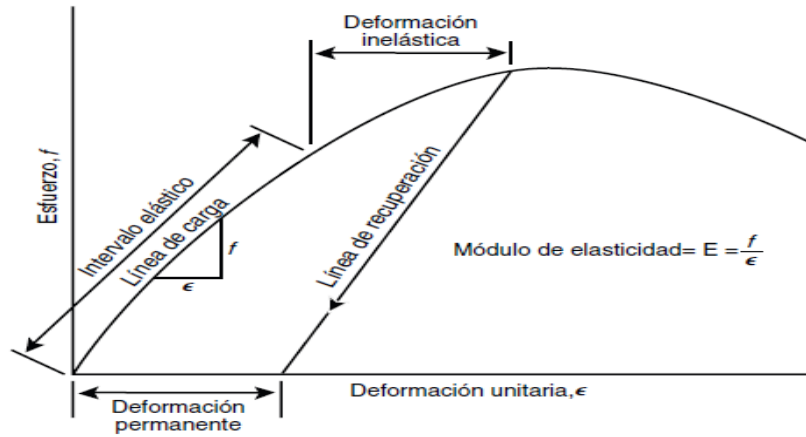 Deformación
inelástica
Esfuerzo, f
Intervalo elástico
Línea de carga
f
ϵ
Línea de recuperación
Módulo de elasticidad= E = f/ϵ
Deformación unitaria,ϵ
Deformación
permanente